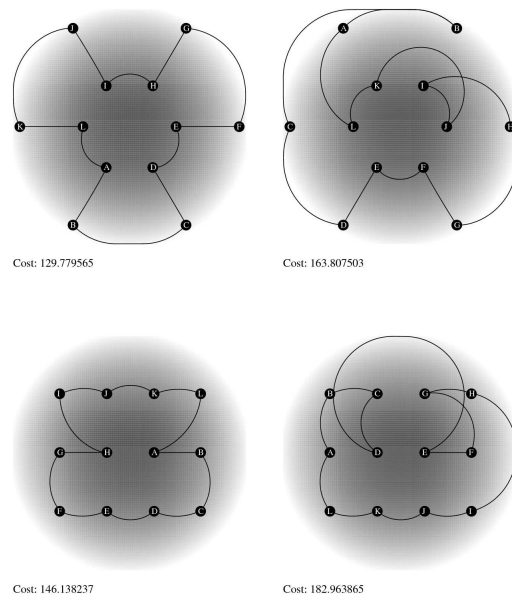 J G
I H
K L E F
A D
B C
Cost: 129.779565
A B
K I
C L J H
E F
D G
Cost: 163.807503
I J K L
G H A B
F E D C
Cost: 146.138237
B C G H
A D E F
L K J I
Cost: 182.963865